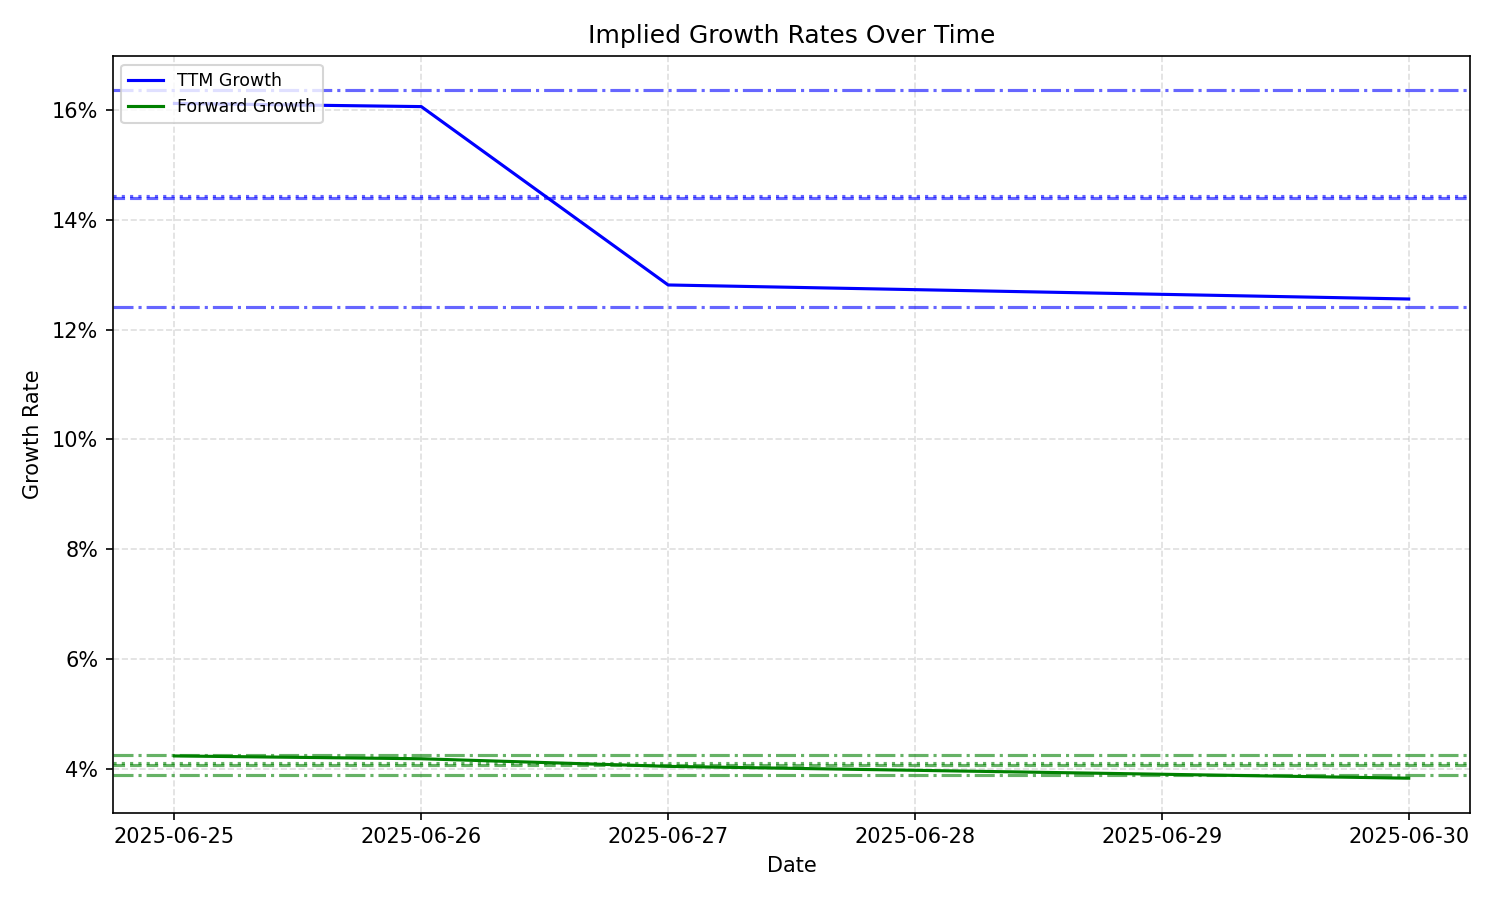 Implied Growth Rates Over Time
TTM Growth
Forward Growth
16%
14%
12%
10%
8%
6%
4%
Growth Rate
2025-06-25
2025-06-26
2025-06-27
2025-06-28
2025-06-29
2025-06-30
Date